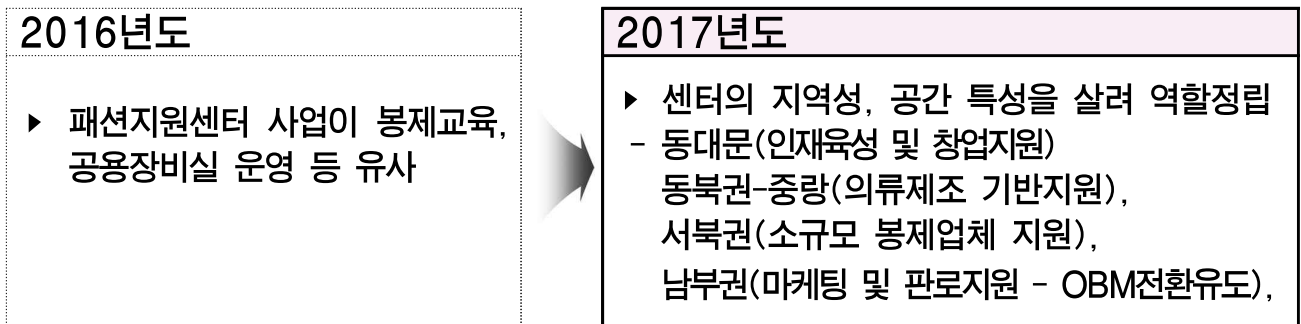 2016년도
▶ 패션지원센터 사업이 봉제교육,
공용장비실 운영 등 유사
2017년도
▶ 센터의 지역성, 공간 특성을 살려 역할정립
- 동대문(인재육성 및 창업지원)
동북권-중랑(의류제조 기반지원),
서북권(소규모 봉제업체 지원),
남부권(마케팅 및 판로지원 - OBM전환유도),